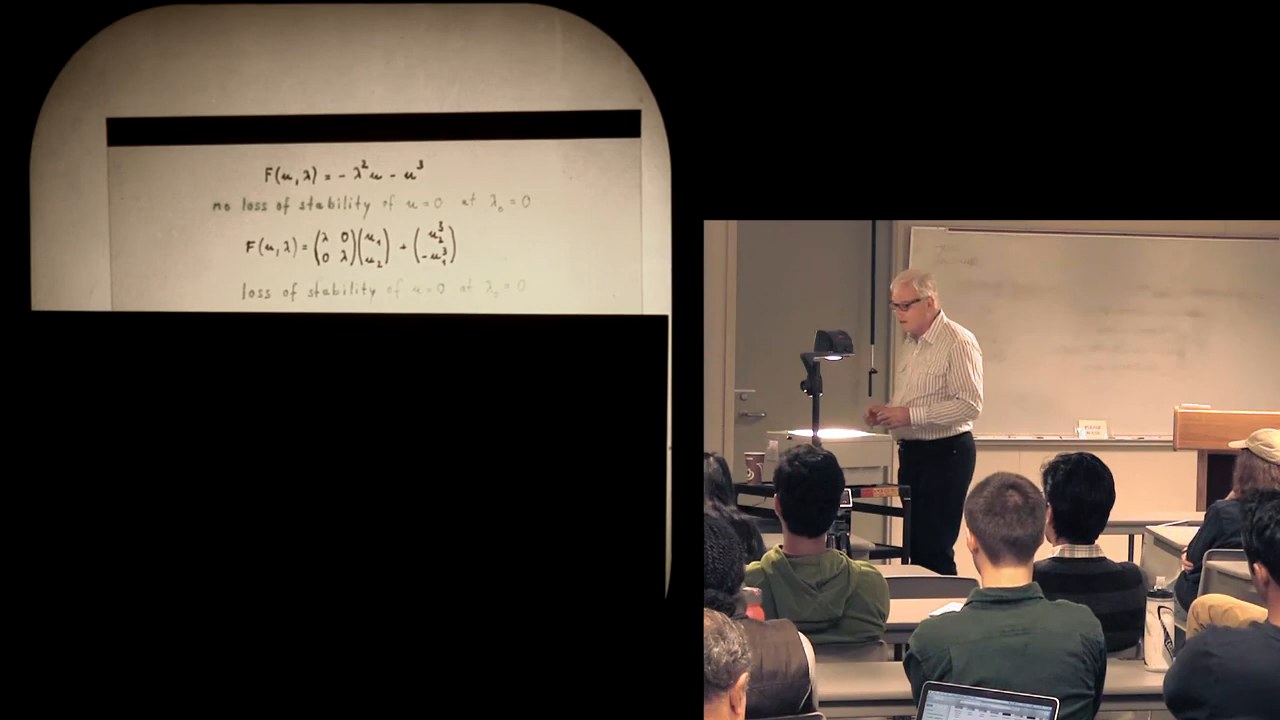 F(u, λ) = - λ² u - u³
no loss of stability of u = 0 at λ₀ = 0
F(u, λ) = (λ 0 / 0 λ)(u₁ / u₂) + (u₂³ / -u₁³)
loss of stability of u = 0 at λ₀ = 0